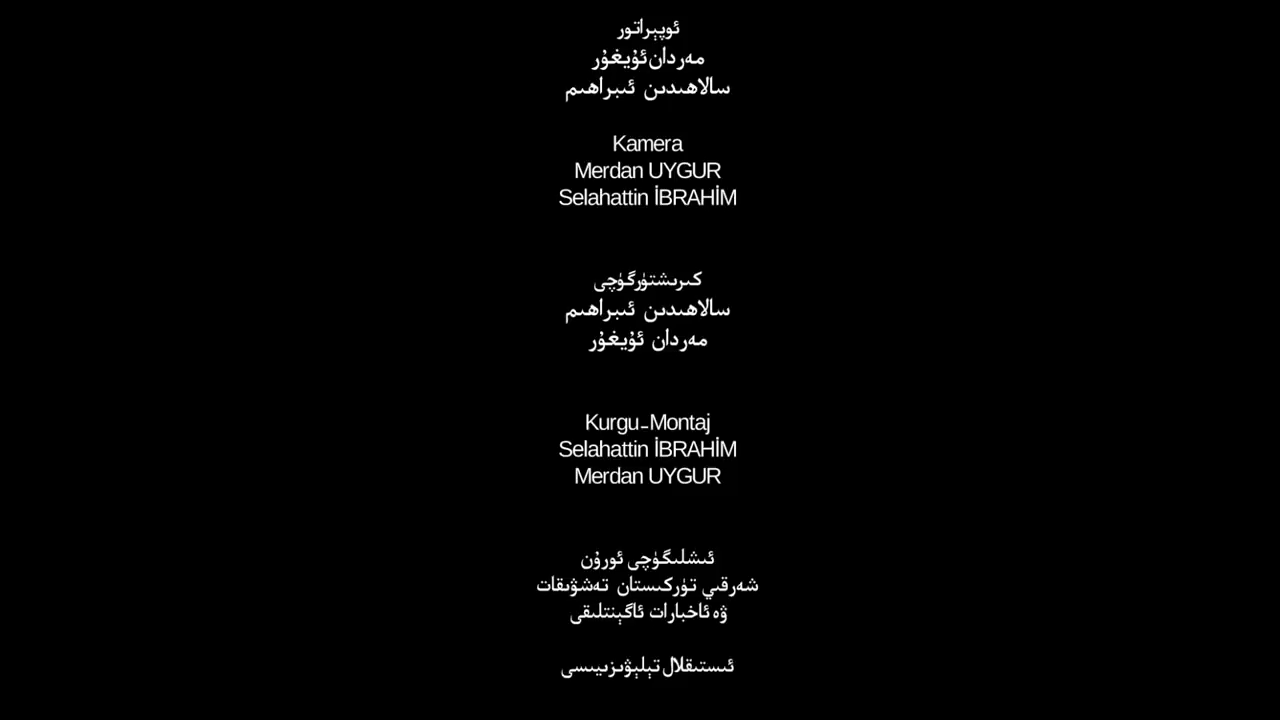 ئوپېراتور
مەردان ئۇيغۇر
سالاھىدىن ئىبراھىم
Kamera
Merdan UYGUR
Selahattin İBRAHİM
كىرىشتۈرگۈچى
سالاھىدىن ئىبراھىم
مەردان ئۇيغۇر
Kurgu-Montaj
Selahattin İBRAHİM
Merdan UYGUR
ئىشلىگۈچى ئورۇن
شەرقىي تۈركىستان تەشۋىقات
ۋە ئاخبارات ئاگېنتلىقى
ئىستىقلال تېلېۋىزىيىسى